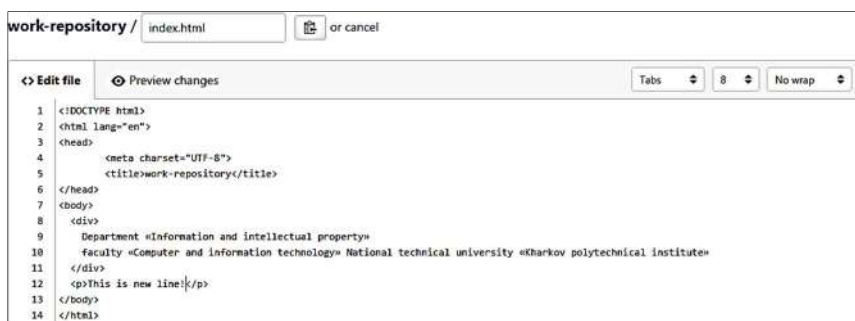 work-repository / index.html or cancel
<> Edit file Preview changes Tabs 8 No wrap
1 <!DOCTYPE html>
2 <html lang="en">
3 <head>
4 <meta charset="UTF-8">
5 <title>work-repository</title>
6 </head>
7 <body>
8 <div>
9 Department «Information and intellectual property»
10 faculty «Computer and information technology» National technical university «Kharkov polytechnical institute»
11 </div>
12 <p>This is new line!</p>
13 </body>
14 </html>